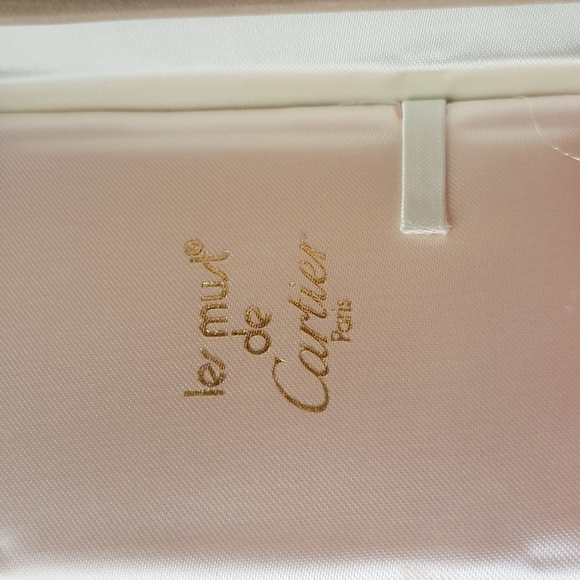 les must®
de
Cartier
Paris